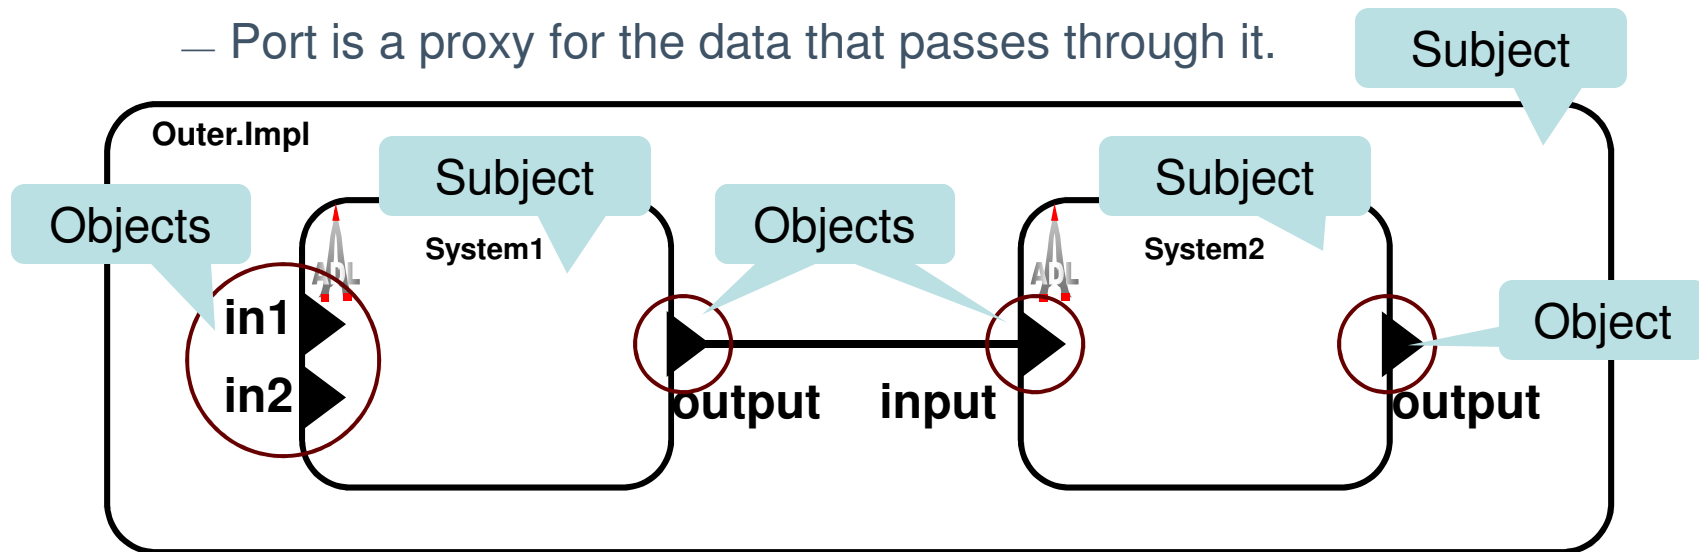 — Port is a proxy for the data that passes through it.
Subject
Outer.Impl
Subject
Subject
Objects
Objects
System1
System2
ADL
ADL
in1
Object
in2
output
input
output